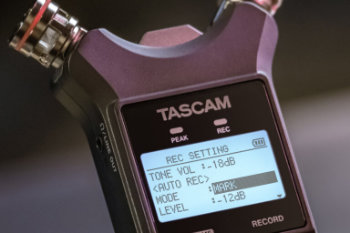 TASCAM
PEAK REC
REC SETTING
TONE VOL :-18dB
<AUTO REC>
MODE :MARK
LEVEL :-12dB
RECORD